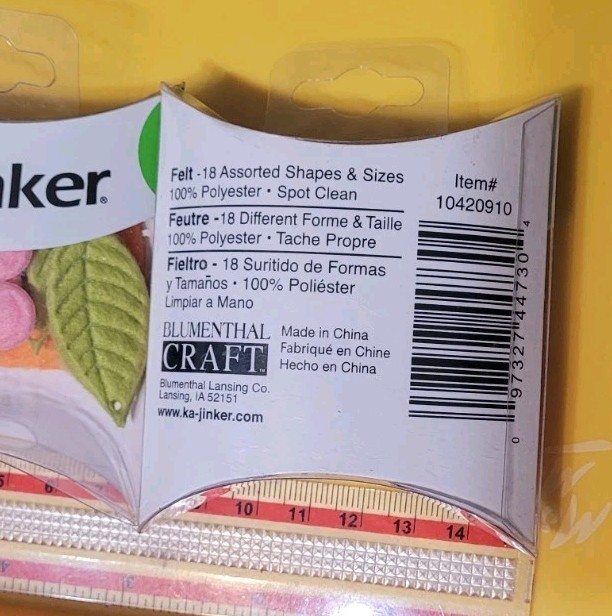 nker®
Felt - 18 Assorted Shapes & Sizes
100% Polyester • Spot Clean
Feutre -18 Different Forme & Taille
100% Polyester • Tache Propre
Fieltro - 18 Suritido de Formas
y Tamaños • 100% Poliéster
Limpiar a Mano
BLUMENTHAL
CRAFT™
Blumenthal Lansing Co.
Lansing, IA 52151
www.ka-jinker.com
Made in China
Fabriqué en Chine
Hecho en China
Item#
10420910
0 97327 44730 4
10 11 12 13 14